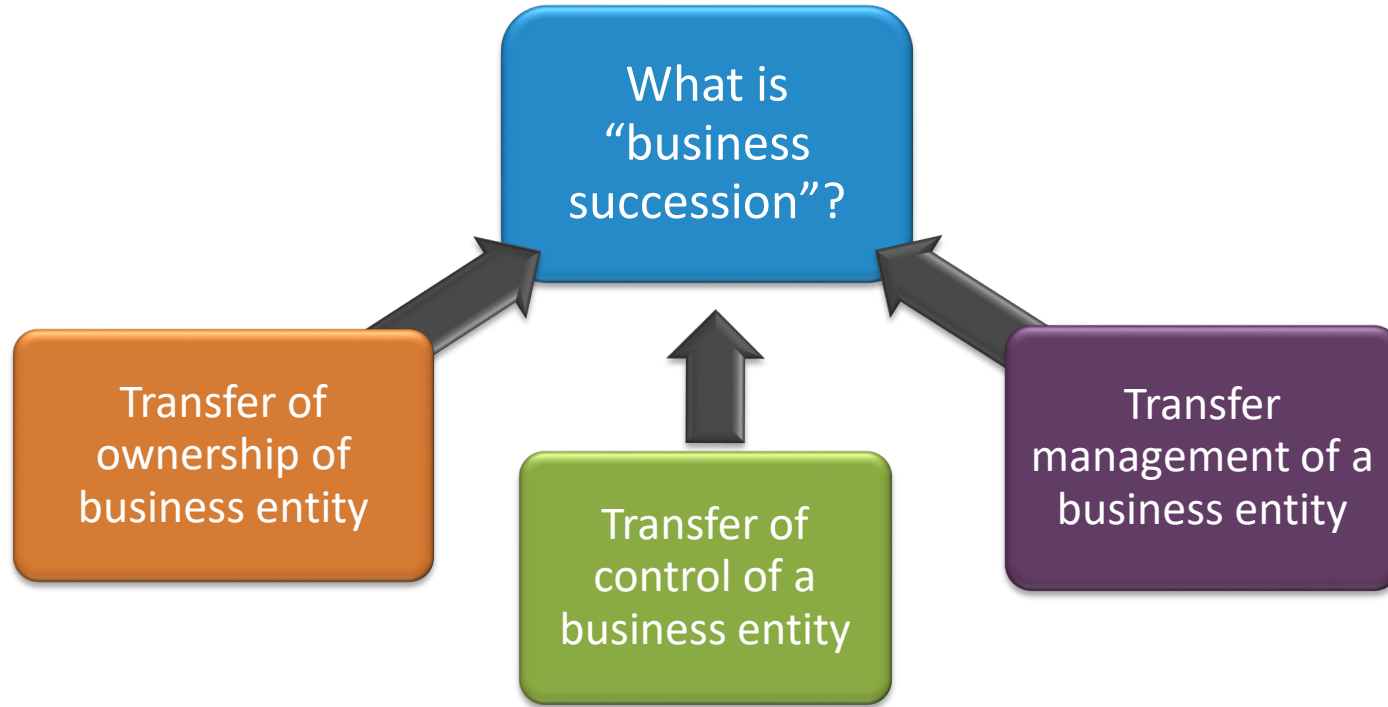 What is
“business
succession”?
Transfer of
ownership of
business entity
Transfer of
control of a
business entity
Transfer
management of a
business entity